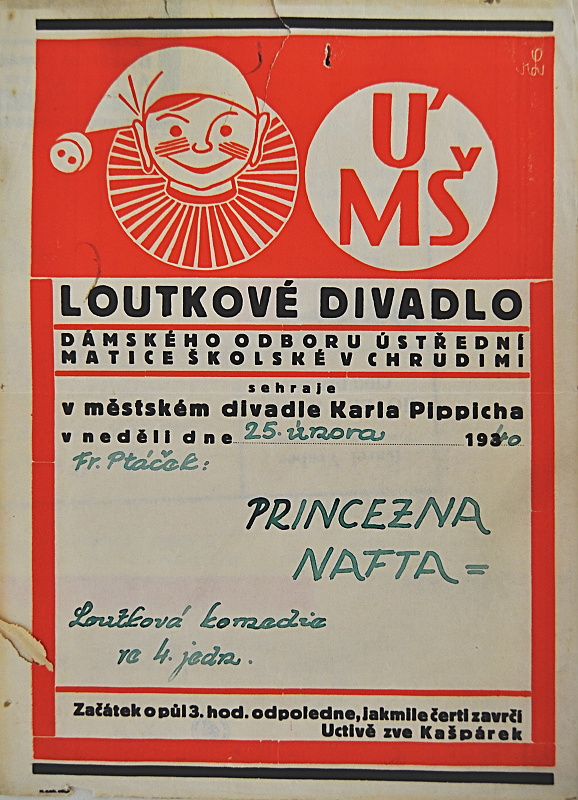 Ú
MŠ
LOUTKOVÉ DIVADLO
DÁMSKÉHO ODBORU ÚSTŘEDNÍ
MATICE ŠKOLSKÉ V CHRUDIMI
sehraje
v městském divadle Karla Pippicha
v neděli dne 25. února 1940
Fr. Ptáček:
PRINCEZNA
NAFTA=
Loutková komedie
ve 4. jedn.
Začátek o půl 3. hod. odpoledne, jakmile čerti zavrčí
Uctivě zve Kašpárek